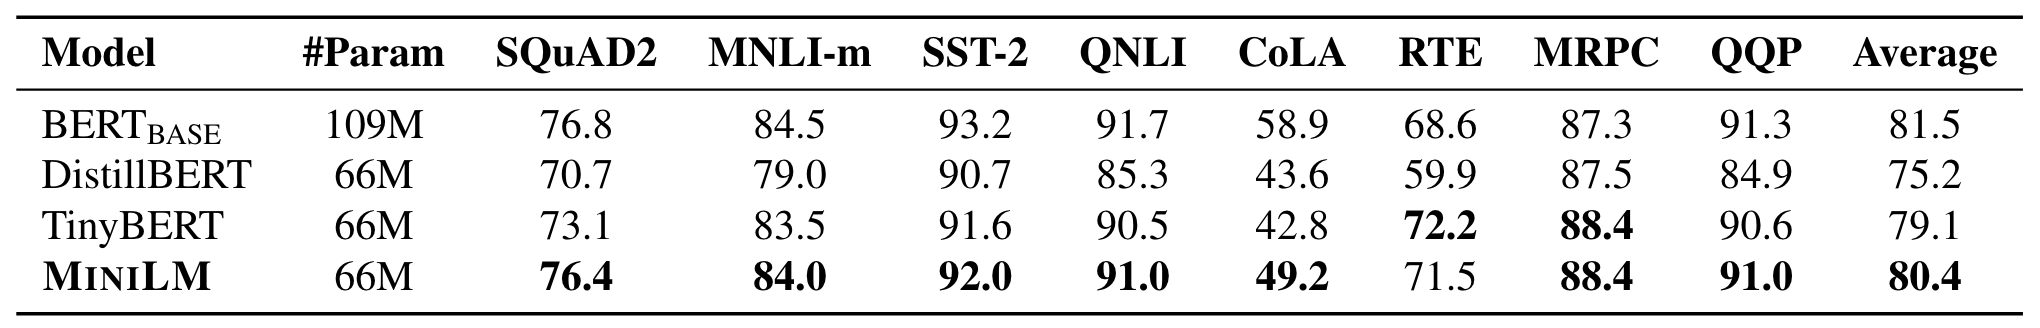 Model #Param SQuAD2 MNLI-m SST-2 QNLI CoLA RTE MRPC QQP Average
BERTBASE 109M 76.8 84.5 93.2 91.7 58.9 68.6 87.3 91.3 81.5
DistillBERT 66M 70.7 79.0 90.7 85.3 43.6 59.9 87.5 84.9 75.2
TinyBERT 66M 73.1 83.5 91.6 90.5 42.8 72.2 88.4 90.6 79.1
MINILM 66M 76.4 84.0 92.0 91.0 49.2 71.5 88.4 91.0 80.4